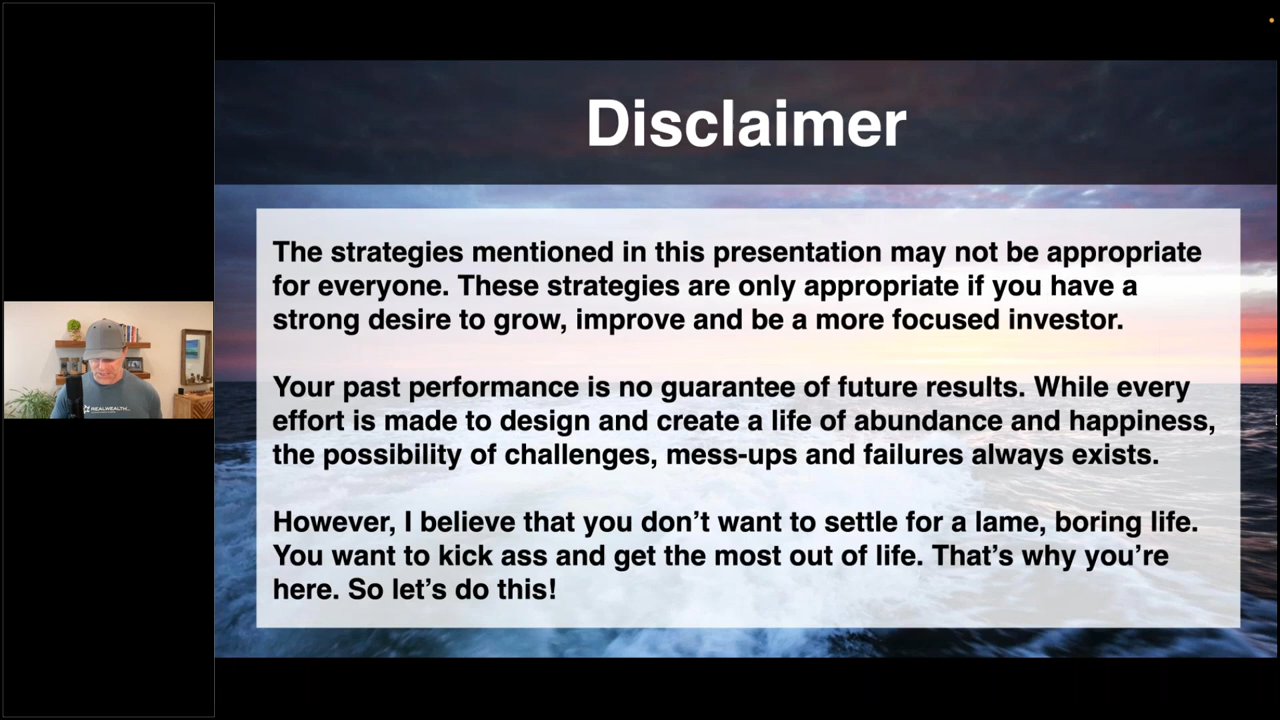 Disclaimer
The strategies mentioned in this presentation may not be appropriate
for everyone. These strategies are only appropriate if you have a
strong desire to grow, improve and be a more focused investor.
Your past performance is no guarantee of future results. While every
effort is made to design and create a life of abundance and happiness,
the possibility of challenges, mess-ups and failures always exists.
However, I believe that you don’t want to settle for a lame, boring life.
You want to kick ass and get the most out of life. That’s why you’re
here. So let’s do this!
REALWEALTH